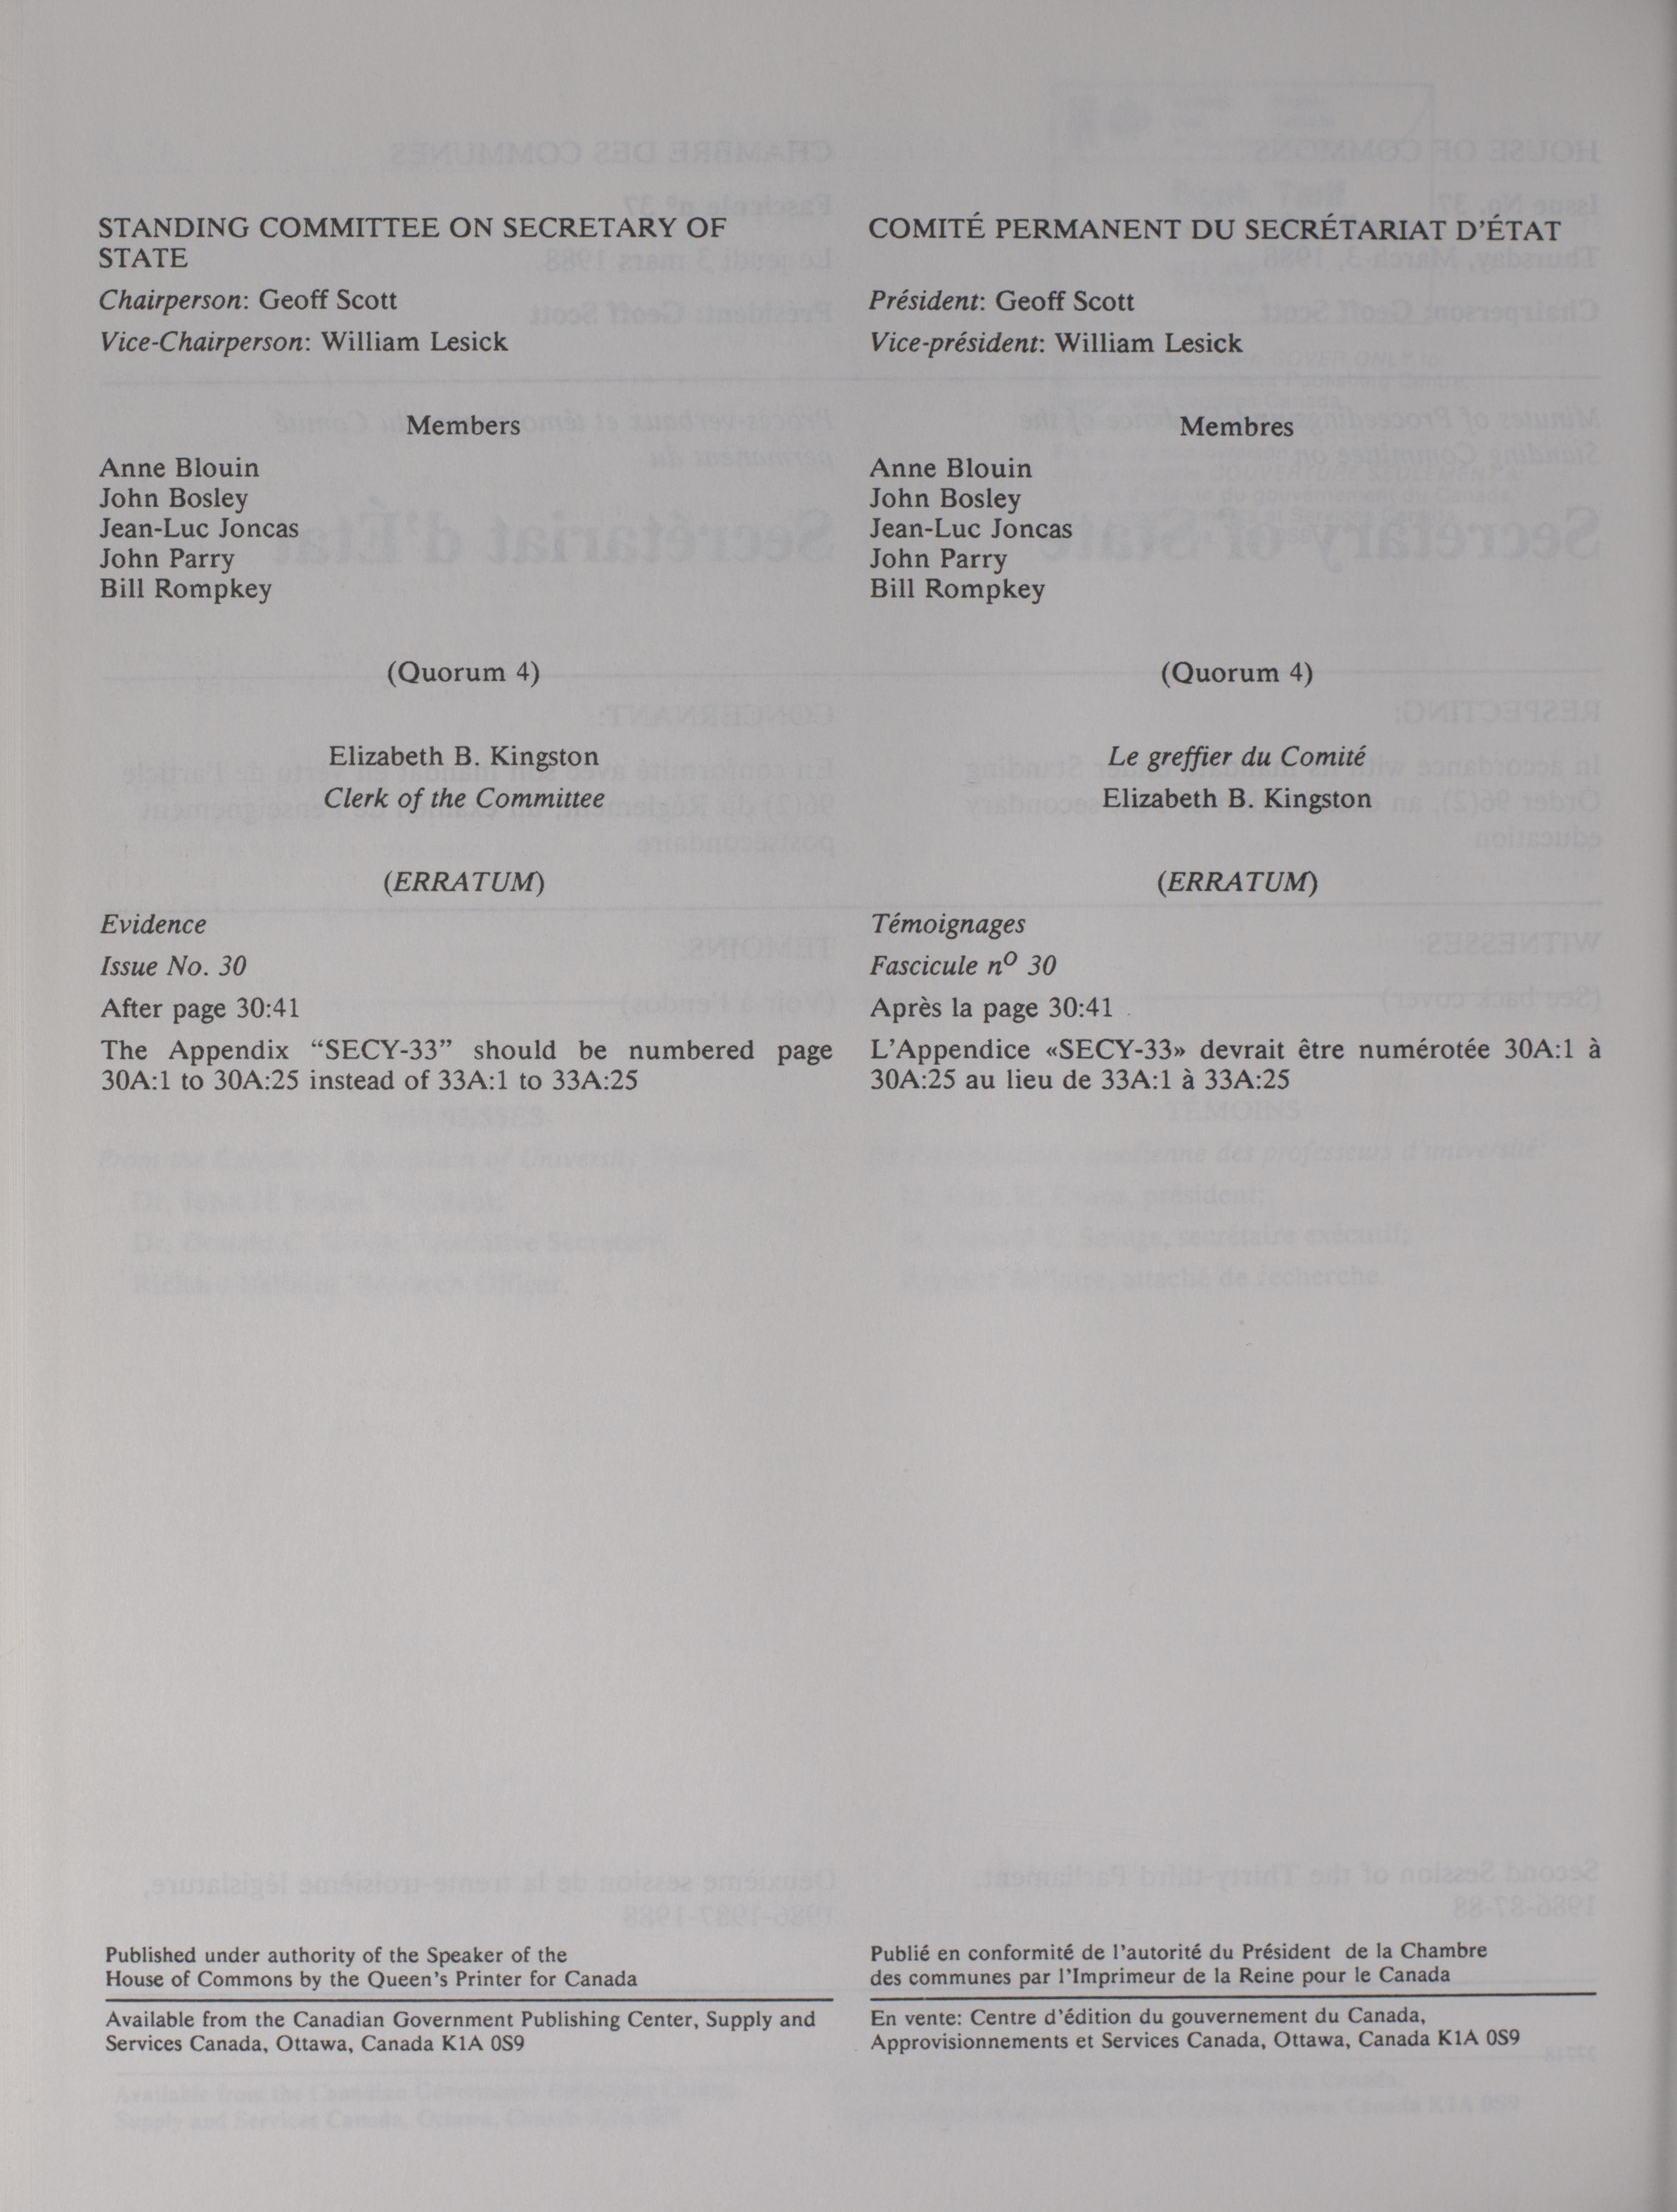 STANDING COMMITTEE ON SECRETARY OF
STATE
Chairperson: Geoff Scott
Vice-Chairperson: William Lesick
Members
Anne Blouin
John Bosley
Jean-Luc Joncas
John Parry
Bill Rompkey
(Quorum 4)
Elizabeth B. Kingston
Clerk of the Committee
(ERRATUM)
Evidence
Issue No. 30
After page 30:41
The Appendix “SECY-33” should be numbered page
30A:1 to 30A:25 instead of 33A:1 to 33A:25
COMITÉ PERMANENT DU SECRÉTARIAT D'ÉTAT
Président: Geoff Scott
Vice-président: William Lesick
Membres
Anne Blouin
John Bosley
Jean-Luc Joncas
John Parry
Bill Rompkey
(Quorum 4)
Le greffier du Comité
Elizabeth B. Kingston
(ERRATUM)
Témoignages
Fascicule nº 30
Après la page 30:41
L'Appendice «SECY-33» devrait être numérotée 30A:1 à
30A:25 au lieu de 33A:1 à 33A:25
Published under authority of the Speaker of the
House of Commons by the Queen's Printer for Canada
Available from the Canadian Government Publishing Center, Supply and
Services Canada, Ottawa, Canada K1A 0S9
Publié en conformité de l'autorité du Président de la Chambre
des communes par l'Imprimeur de la Reine pour le Canada
En vente: Centre d'édition du gouvernement du Canada,
Approvisionnements et Services Canada, Ottawa, Canada K1A 0S9